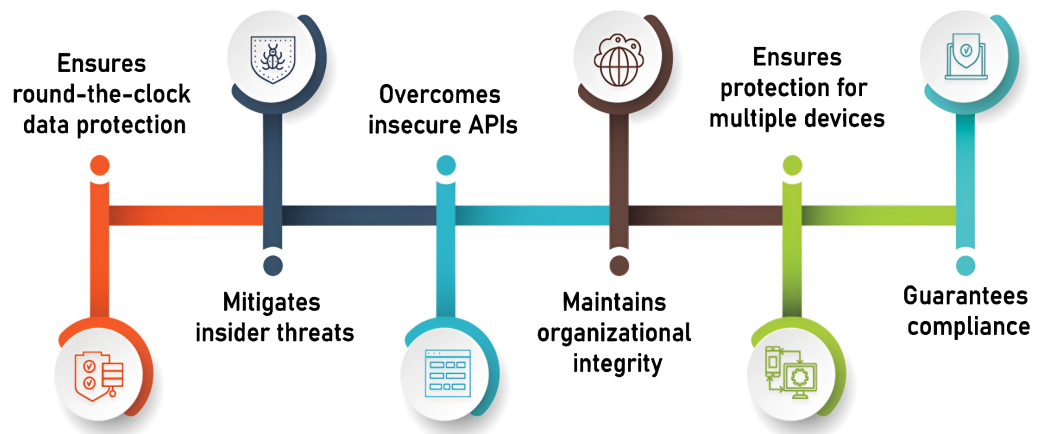 Ensures
round-the-clock
data protection
Mitigates
insider threats
Overcomes
insecure APIs
Maintains
organizational
integrity
Ensures
protection for
multiple devices
Guarantees
compliance